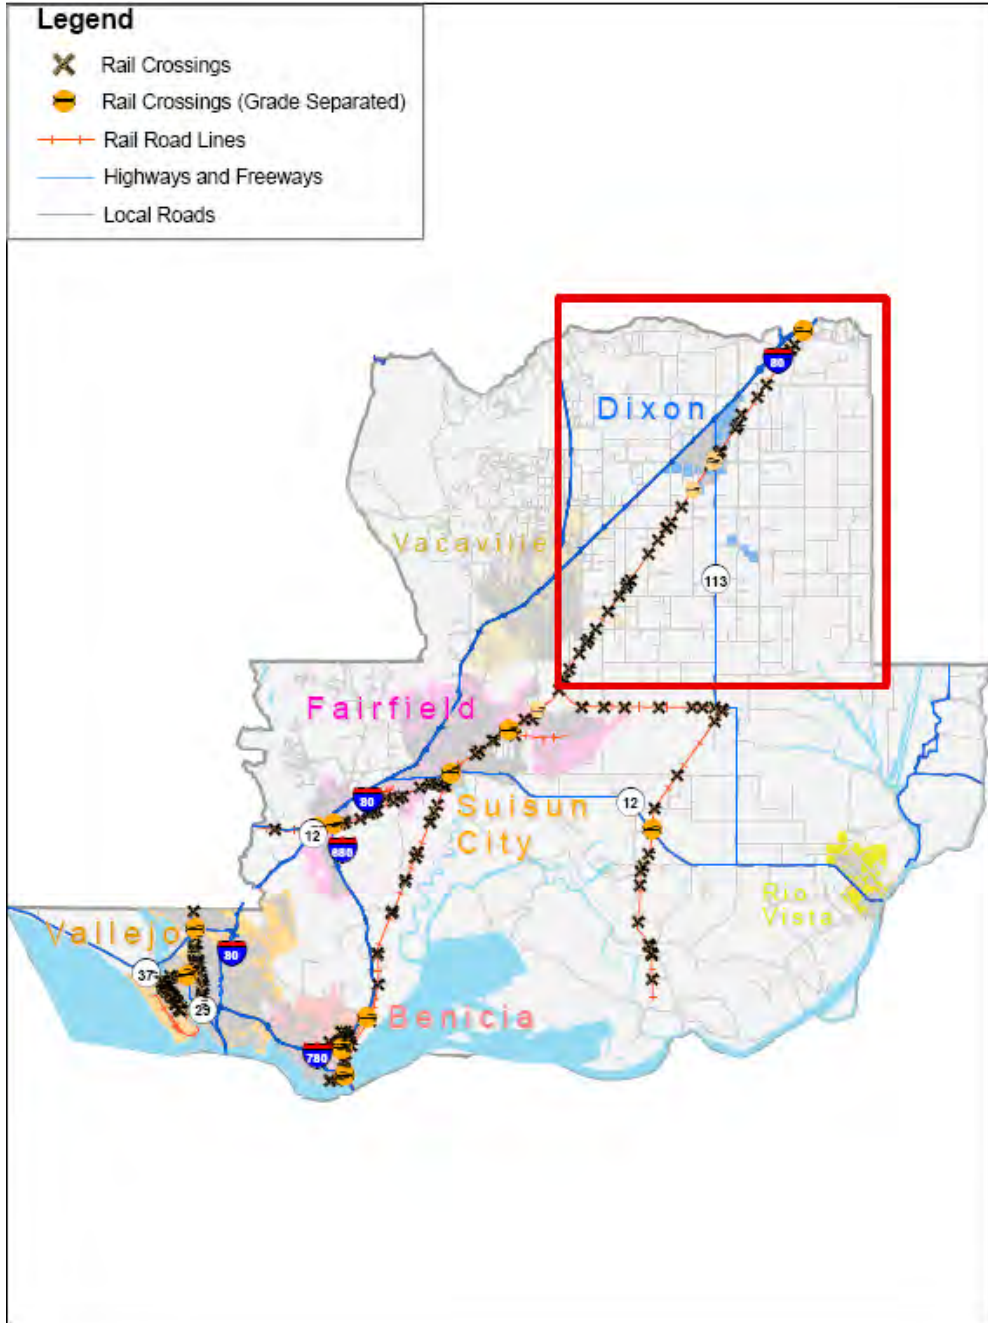 Legend
Rail Crossings
Rail Crossings (Grade Separated)
Rail Road Lines
Highways and Freeways
Local Roads
80
Dixon
Vacaville
113
Fairfield
80
12
Suisun
City
12
680
Rio
Vista
Vallejo
80
37
29
Benicia
780